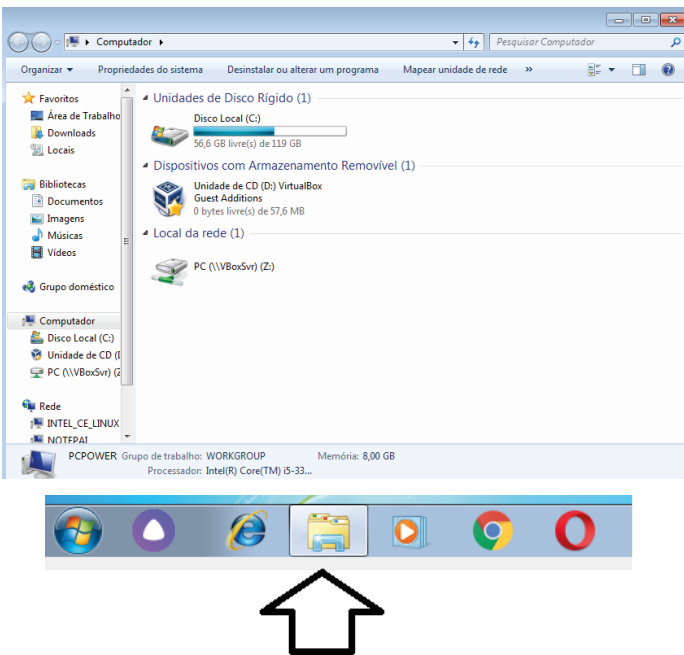 Computador
Pesquisar Computador
Organizar
Propriedades do sistema
Desinstalar ou alterar um programa
Mapear unidade de rede
»
Favoritos
Área de Trabalho
Downloads
Locais
Bibliotecas
Documentos
Imagens
Músicas
Vídeos
Grupo doméstico
Computador
Disco Local (C:)
Unidade de CD (D
PC (\\VBoxSvr) (Z
Rede
INTEL_CE_LINUX
NOTEPAI
Unidades de Disco Rígido (1)
Disco Local (C:)
56,6 GB livre(s) de 119 GB
Dispositivos com Armazenamento Removível (1)
Unidade de CD (D:) VirtualBox
Guest Additions
0 bytes livre(s) de 57,6 MB
Local da rede (1)
PC (\\VBoxSvr) (Z:)
PCPOWER Grupo de trabalho: WORKGROUP Memória: 8,00 GB
Processador: Intel(R) Core(TM) i5-33...